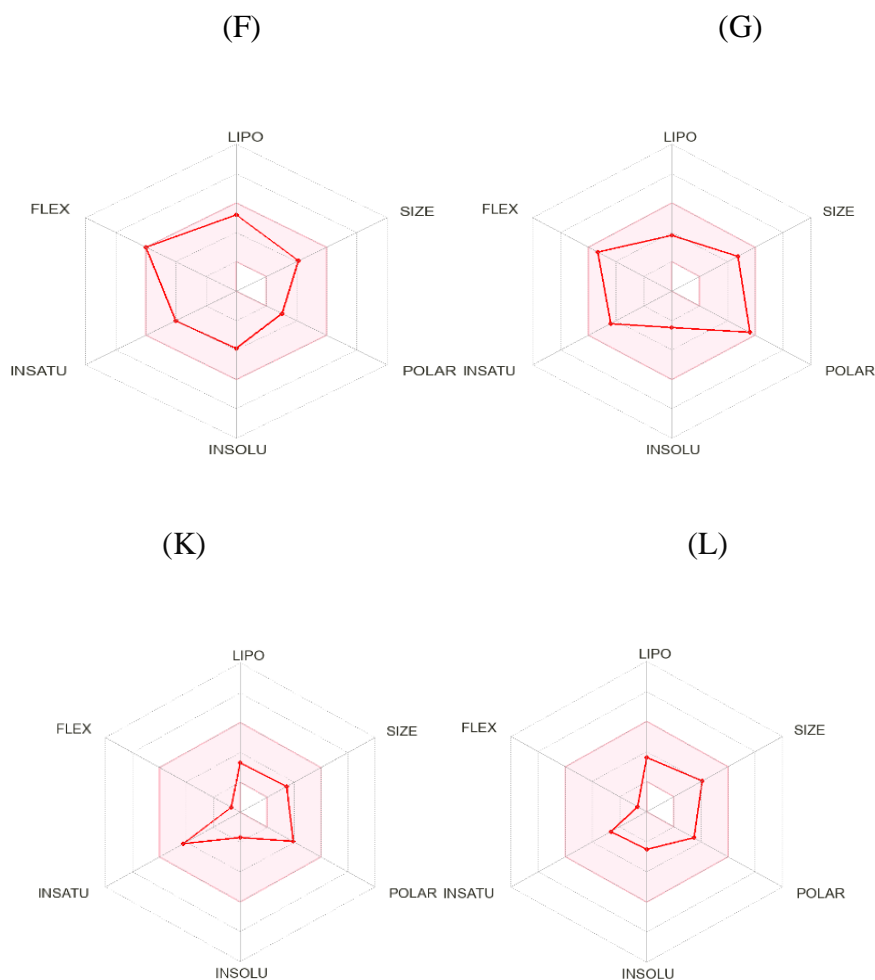 (F) (G)
LIPO LIPO
FLEX SIZE FLEX SIZE
INSATU POLAR INSATU POLAR
INSOLU INSOLU
(K) (L)
LIPO LIPO
FLEX SIZE FLEX SIZE
INSATU POLAR INSATU POLAR
INSOLU INSOLU